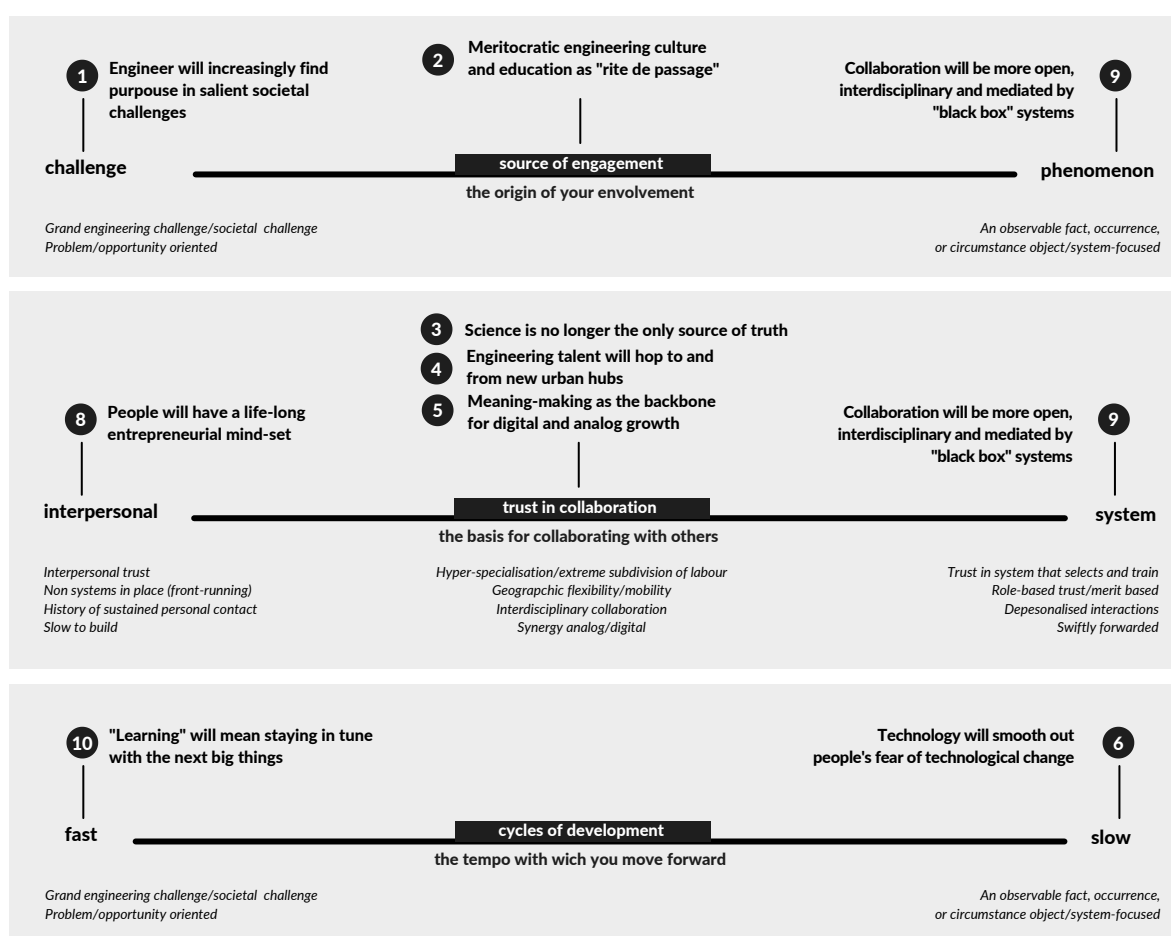 1
Engineer will increasingly find
purpouse in salient societal
challenges
2
Meritocratic engineering culture
and education as "rite de passage"
Collaboration will be more open,
interdisciplinary and mediated by
"black box" systems
9
challenge
source of engagement
phenomenon
the origin of your envolvement
Grand engineering challenge/societal challenge
Problem/opportunity oriented
An observable fact, occurrence,
or circumstance object/system-focused
3
Science is no longer the only source of truth
4
Engineering talent will hop to and
from new urban hubs
5
Meaning-making as the backbone
for digital and analog growth
8
People will have a life-long
entrepreneurial mind-set
Collaboration will be more open,
interdisciplinary and mediated by
"black box" systems
9
interpersonal
trust in collaboration
system
the basis for collaborating with others
Interpersonal trust
Non systems in place (front-running)
History of sustained personal contact
Slow to build
Hyper-specialisation/extreme subdivision of labour
Geograpchic flexibility/mobility
Interdisciplinary collaboration
Synergy analog/digital
Trust in system that selects and train
Role-based trust/merit based
Depesonalised interactions
Swiftly forwarded
10
"Learning" will mean staying in tune
with the next big things
Technology will smooth out
people's fear of technological change
6
fast
cycles of development
slow
the tempo with wich you move forward
Grand engineering challenge/societal challenge
Problem/opportunity oriented
An observable fact, occurrence,
or circumstance object/system-focused